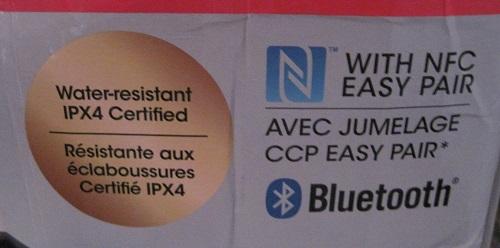 Water-resistant
IPX4 Certified
Résistante aux
éclaboussures
Certifié IPX4
N™
WITH NFC
EASY PAIR
AVEC JUMELAGE
CCP EASY PAIR*
Bluetooth®